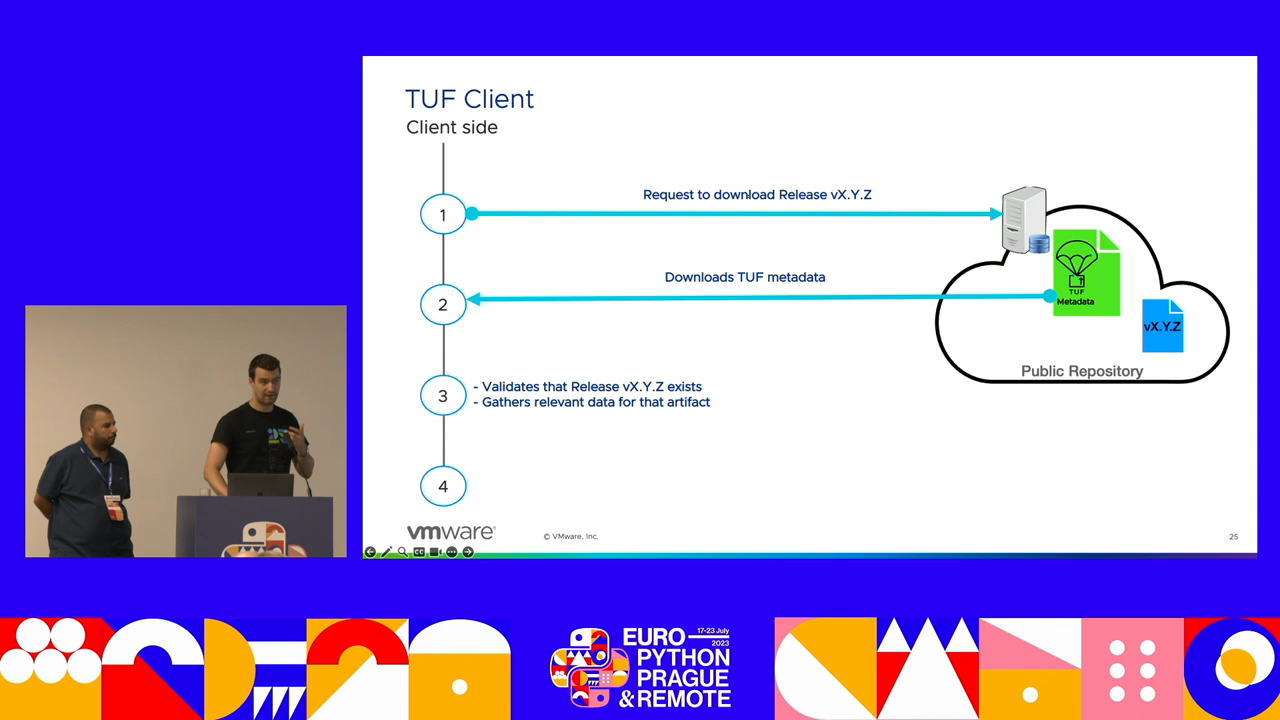 TUF Client
Client side
1
Request to download Release vX.Y.Z
2
Downloads TUF metadata
TUF
Metadata
vX.Y.Z
Public Repository
3
- Validates that Release vX.Y.Z exists
- Gathers relevant data for that artifact
4
vmware®
© VMware, Inc.
25
CC
EURO
17-23 July
2023
PYTHON
PRAGUE
& REMOTE